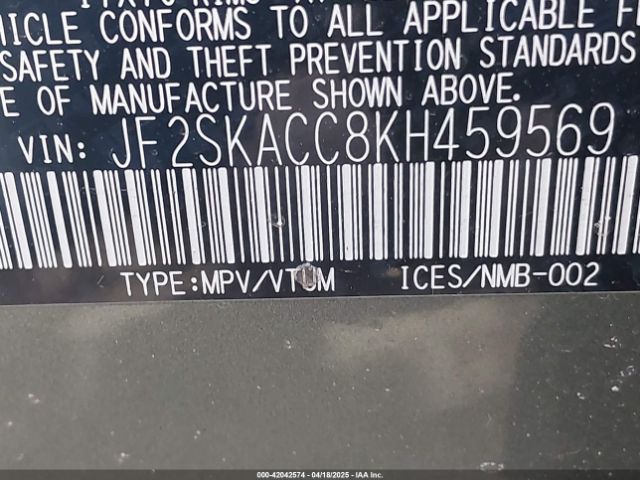 HICLE CONFORMS TO ALL APPLICABLE F
SAFETY AND THEFT PREVENTION STANDARDS
E OF MANUFACTURE SHOWN ABOVE.
VIN: JF2SKACC8KH459569
TYPE:MPV/VTUM ICES/NMB-002
000-42042574 - 04/18/2025 - IAA Inc.